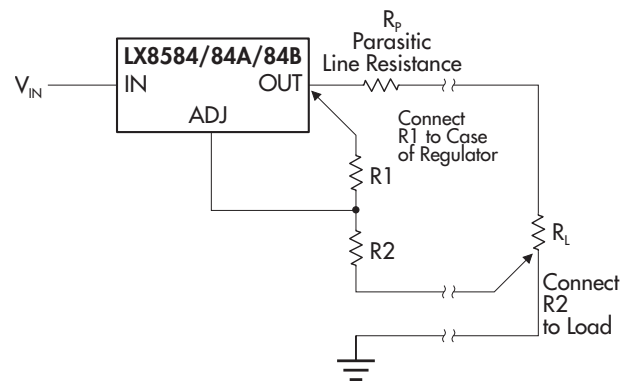 R_P
Parasitic
Line Resistance
LX8584/84A/84B
V_IN
IN
OUT
ADJ
Connect
R1 to Case
of Regulator
R1
R2
R_L
Connect
R2
to Load